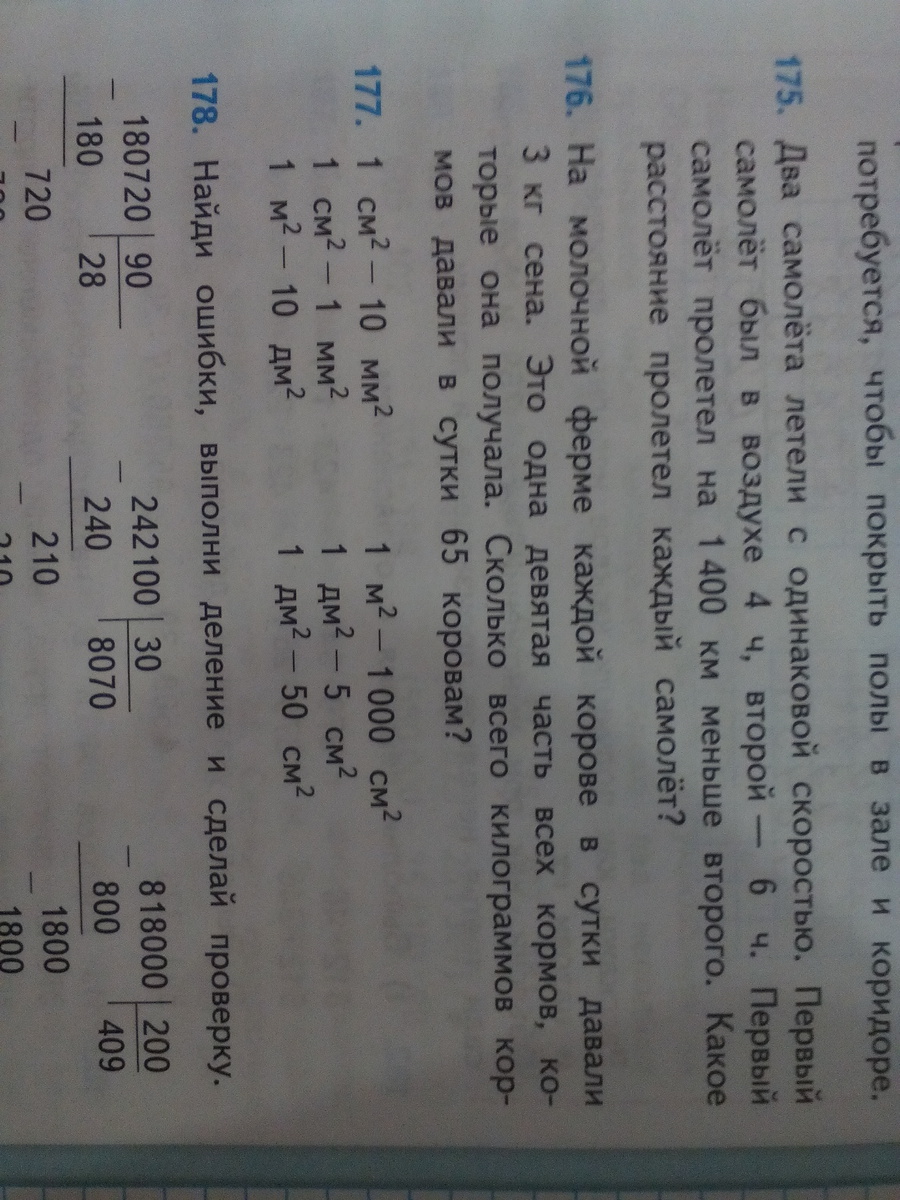 потребуется, чтобы покрыть полы в зале и коридоре.
175. Два самолёта летели с одинаковой скоростью. Первый
самолёт был в воздухе 4 ч, второй — 6 ч. Первый
самолёт пролетел на 1 400 км меньше второго. Какое
расстояние пролетел каждый самолёт?
176. На молочной ферме каждой корове в сутки давали
3 кг сена. Это одна девятая часть всех кормов, ко-
торые она получала. Сколько всего килограммов кор-
мов давали в сутки 65 коровам?
177. 1 см² – 10 мм² 1 м² – 1 000 см²
1 см² – 1 мм² 1 дм² – 5 см²
1 м² – 10 дм² 1 дм² – 50 см²
178. Найди ошибки, выполни деление и сделай проверку.
– 180720 | 90 – 242100 | 30 – 818000 | 200
180 | 28 240 | 8070 800 | 409
– 720 – 210 – 1800
720 210 1800